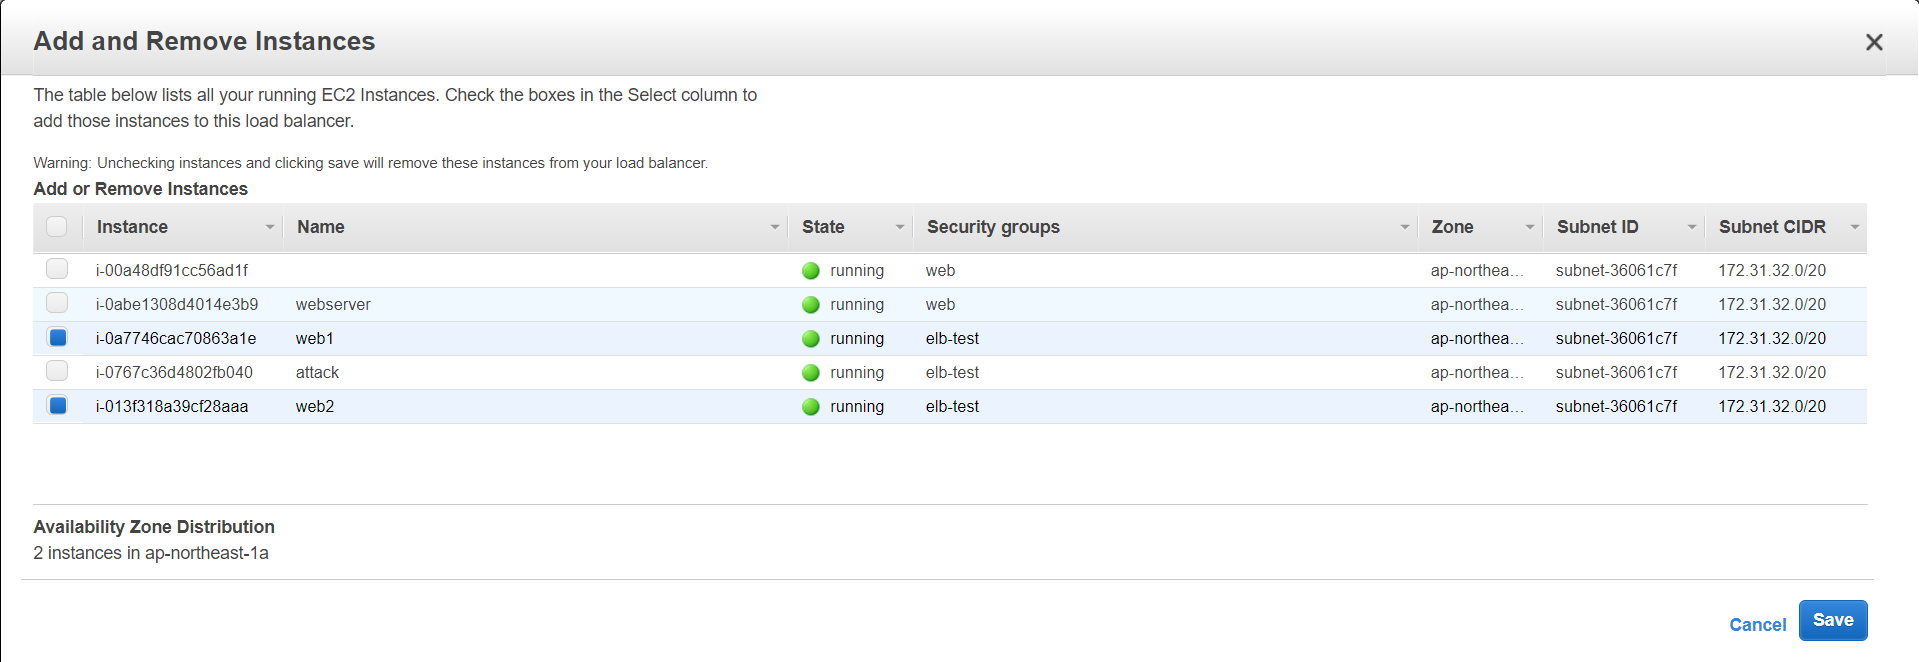 Add and Remove Instances
The table below lists all your running EC2 Instances. Check the boxes in the Select column to
add those instances to this load balancer.
Warning: Unchecking instances and clicking save will remove these instances from your load balancer.
Add or Remove Instances
Instance Name State Security groups Zone Subnet ID Subnet CIDR
i-00a48df91cc56ad1f running web ap-northea... subnet-36061c7f 172.31.32.0/20
i-0abe1308d4014e3b9 webserver running web ap-northea... subnet-36061c7f 172.31.32.0/20
i-0a7746cac70863a1e web1 running elb-test ap-northea... subnet-36061c7f 172.31.32.0/20
i-0767c36d4802fb040 attack running elb-test ap-northea... subnet-36061c7f 172.31.32.0/20
i-013f318a39cf28aaa web2 running elb-test ap-northea... subnet-36061c7f 172.31.32.0/20
Availability Zone Distribution
2 instances in ap-northeast-1a
Cancel Save